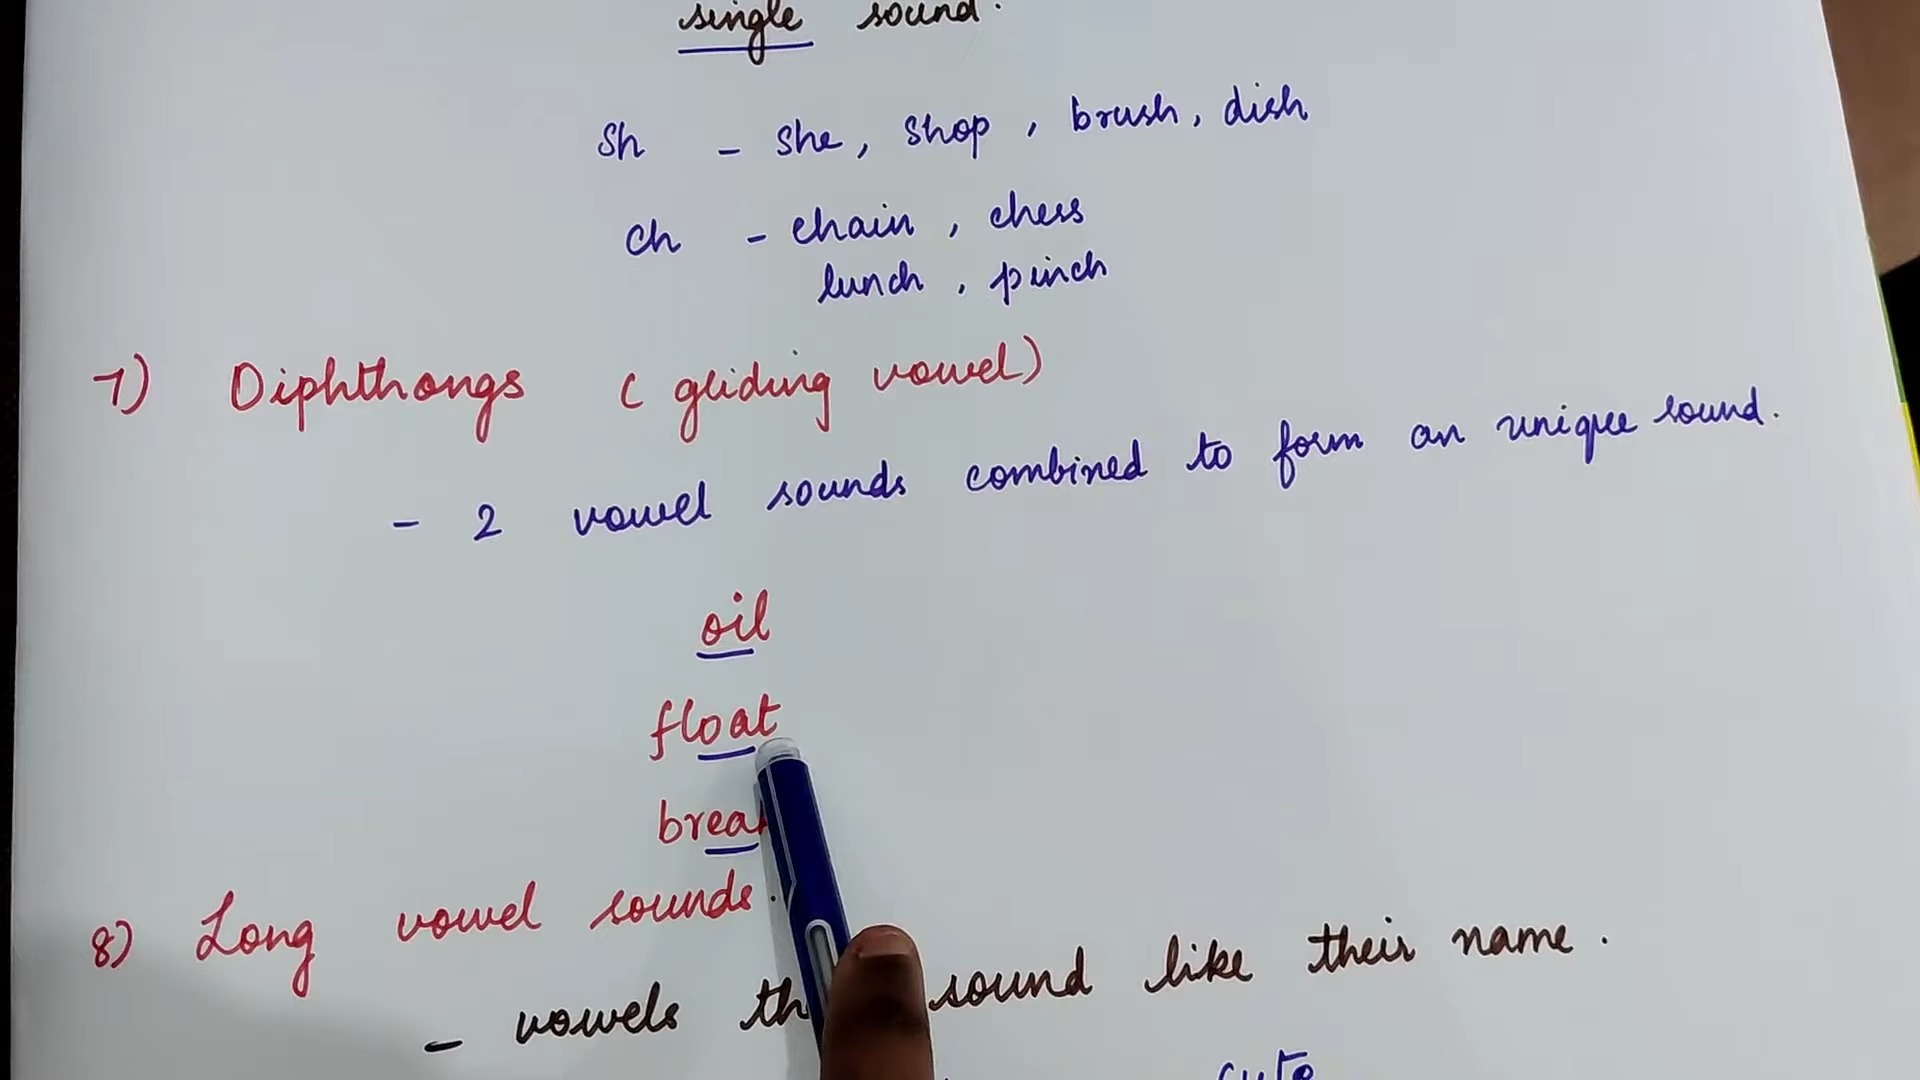 single sound.
Sh - She, Shop, brush, dish
Ch - chain, chess
lunch, pinch
7) Diphthongs (gliding vowel)
- 2 vowel sounds combined to form an unique sound.
oil
float
8) Long vowel sounds.
- vowels sound like their name.